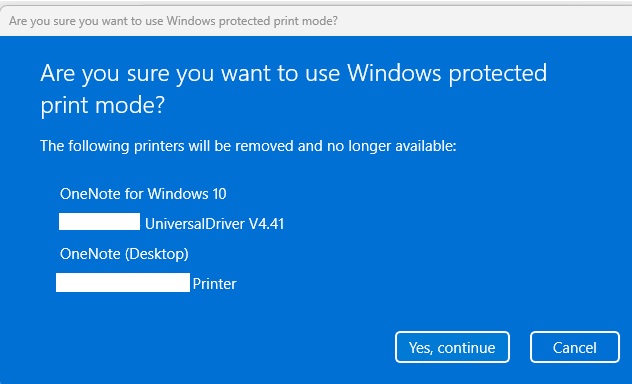 Are you sure you want to use Windows protected print mode?
Are you sure you want to use Windows protected
print mode?
The following printers will be removed and no longer available:
OneNote for Windows 10
UniversalDriver V4.41
OneNote (Desktop)
Printer
Yes, continue
Cancel